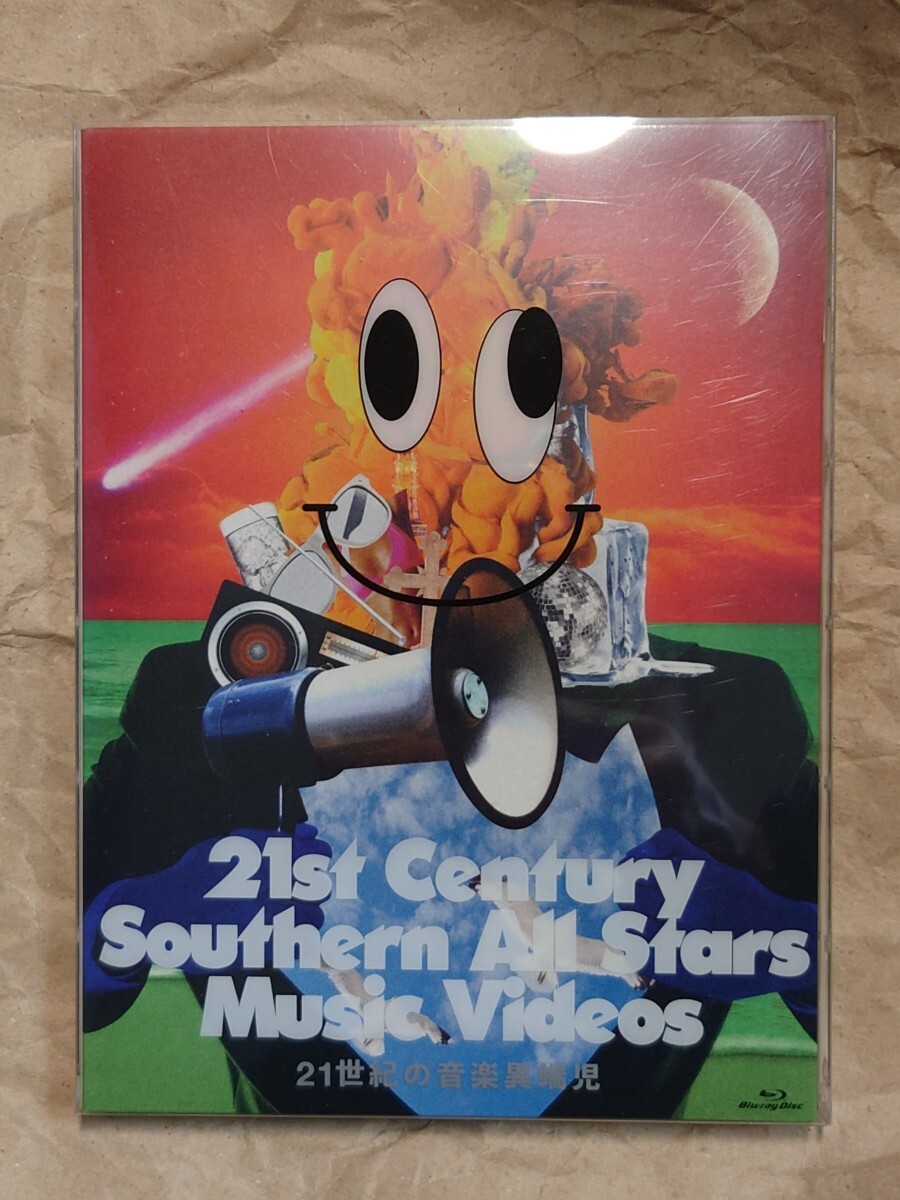 21st Century
Southern All Stars
Music Videos
21世紀の音楽異端児
Blu-ray Disc